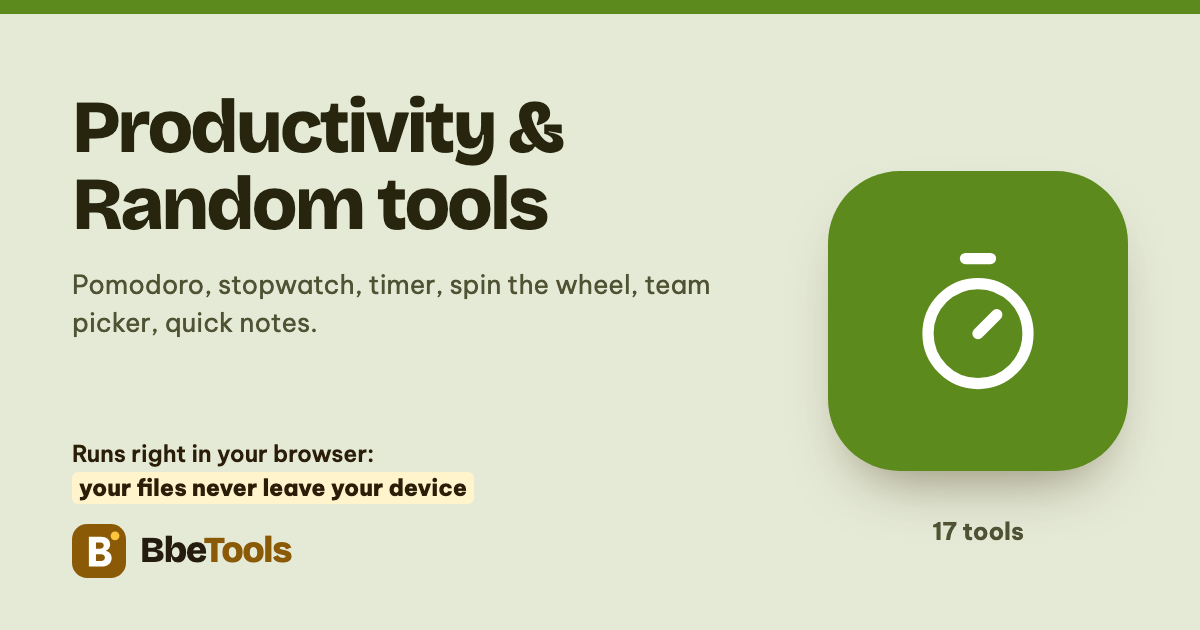 Productivity &
Random tools
Pomodoro, stopwatch, timer, spin the wheel, team
picker, quick notes.
Runs right in your browser:
your files never leave your device
B BbeTools
17 tools